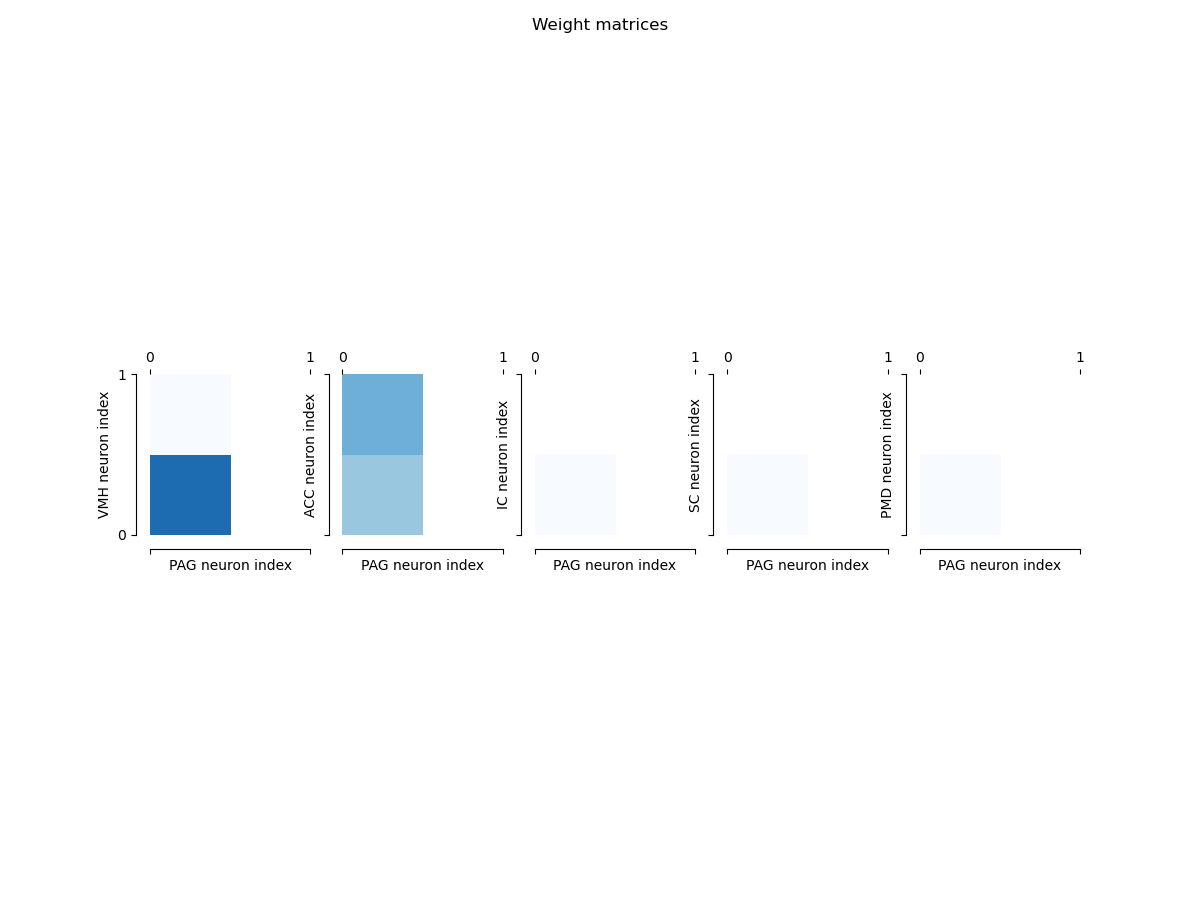 Weight matrices
0 1 0 1 0 1 0 1 0 1
1
VMH neuron index
ACC neuron index
IC neuron index
SC neuron index
PMD neuron index
0
PAG neuron index PAG neuron index PAG neuron index PAG neuron index PAG neuron index